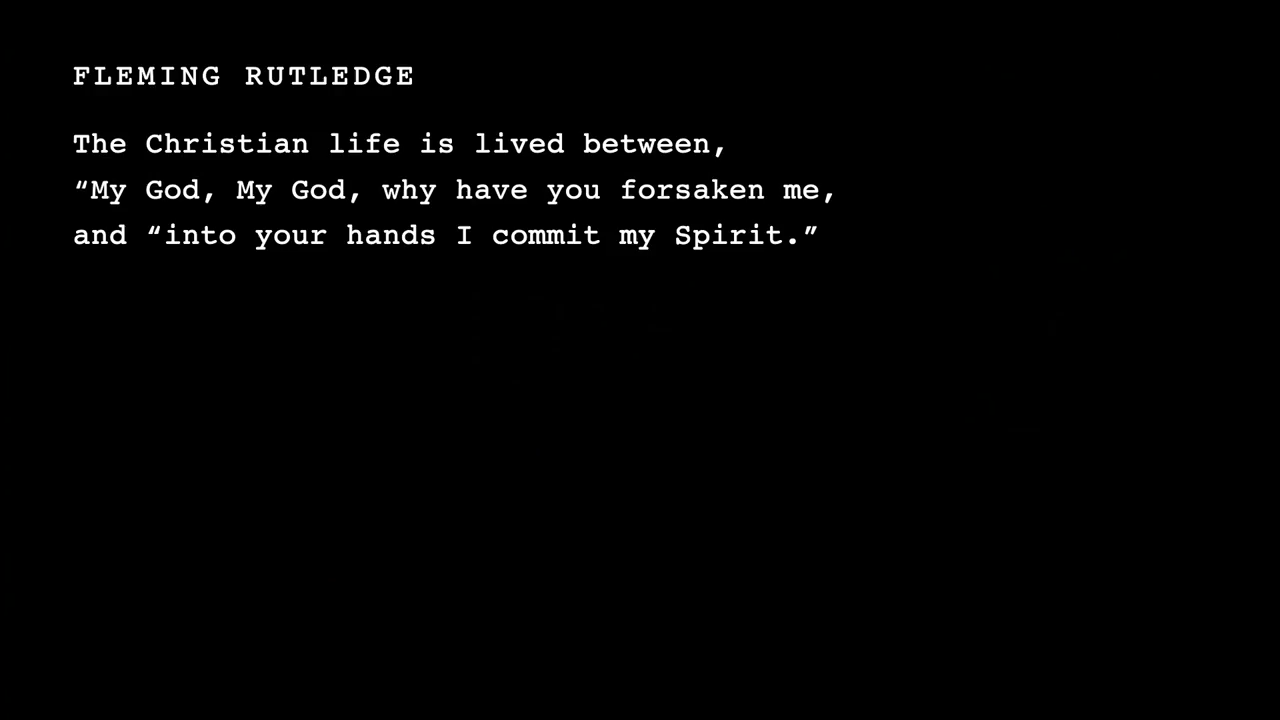 FLEMING RUTLEDGE
The Christian life is lived between,
“My God, My God, why have you forsaken me,
and “into your hands I commit my Spirit.”